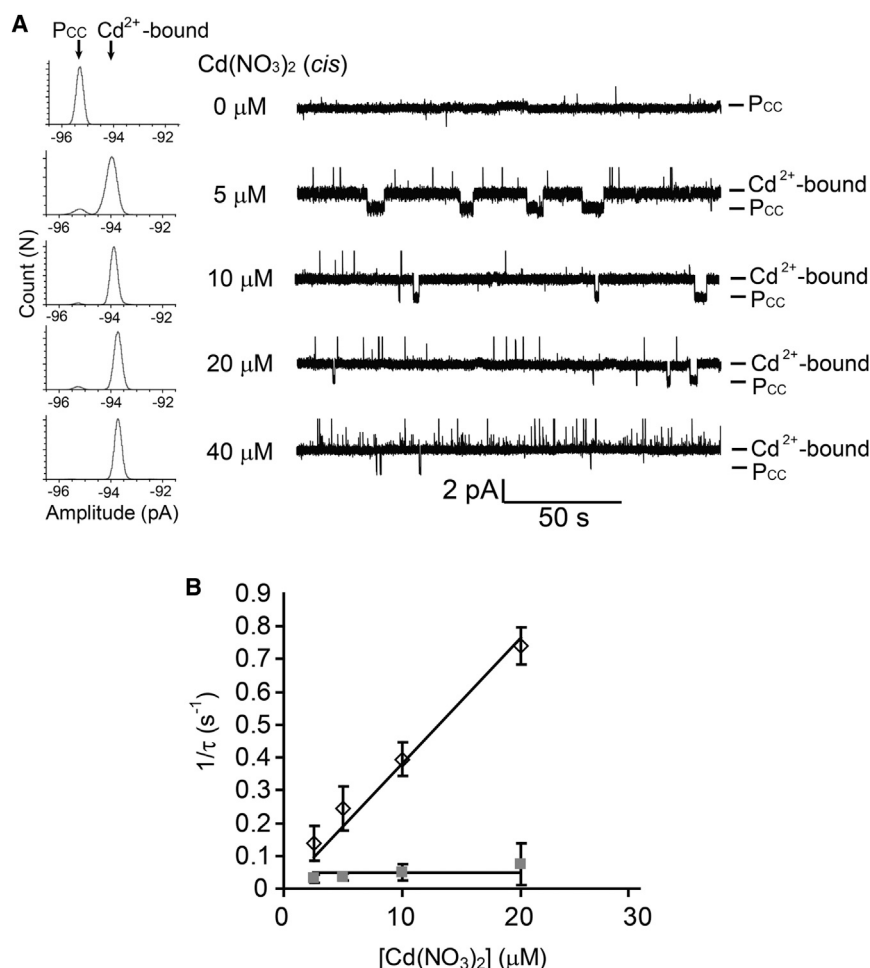 A
Pcc Cd²⁺-bound
Cd(NO₃)₂ (cis)
-96 -94 -92
0 μM
Pcc
-96 -94 -92
5 μM
Cd²⁺-bound
Pcc
-96 -94 -92
10 μM
Cd²⁺-bound
Pcc
-96 -94 -92
20 μM
Cd²⁺-bound
Pcc
-96 -94 -92
40 μM
Cd²⁺-bound
Pcc
Count (N)
Amplitude (pA)
2 pA
50 s
B
0.9
0.8
0.7
0.6
0.5
0.4
0.3
0.2
0.1
0
1/τ (s⁻¹)
0 10 20 30
[Cd(NO₃)₂] (μM)